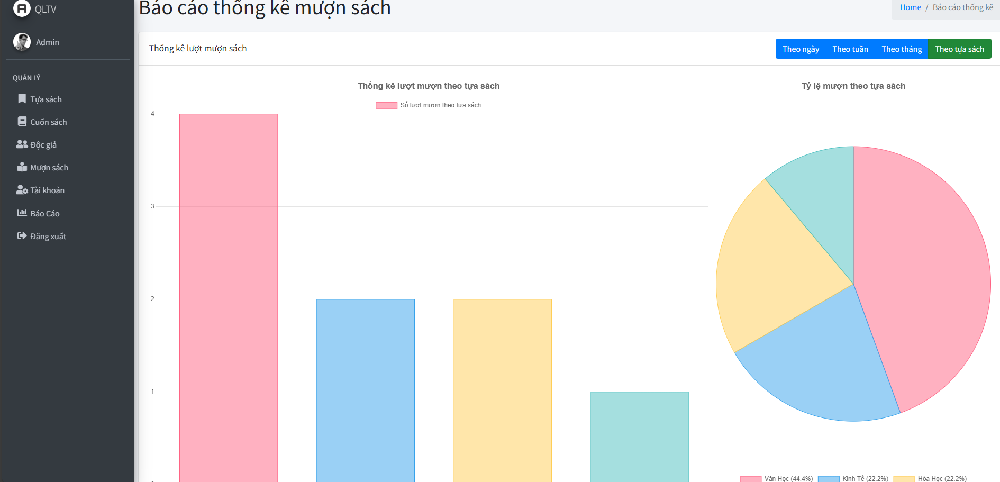 QLTV
Báo cáo thống kê mượn sách
Home / Báo cáo thống kê
Admin
Thống kê lượt mượn sách
Theo ngày Theo tuần Theo tháng Theo tựa sách
QUẢN LÝ
Tựa sách
Cuốn sách
Độc giả
Mượn sách
Tài khoản
Báo Cáo
Đăng xuất
Thống kê lượt mượn theo tựa sách
Số lượt mượn theo tựa sách
4
3
2
1
Tỷ lệ mượn theo tựa sách
Văn Học (44.4%) Kinh Tế (22.2%) Hóa Học (22.2%)